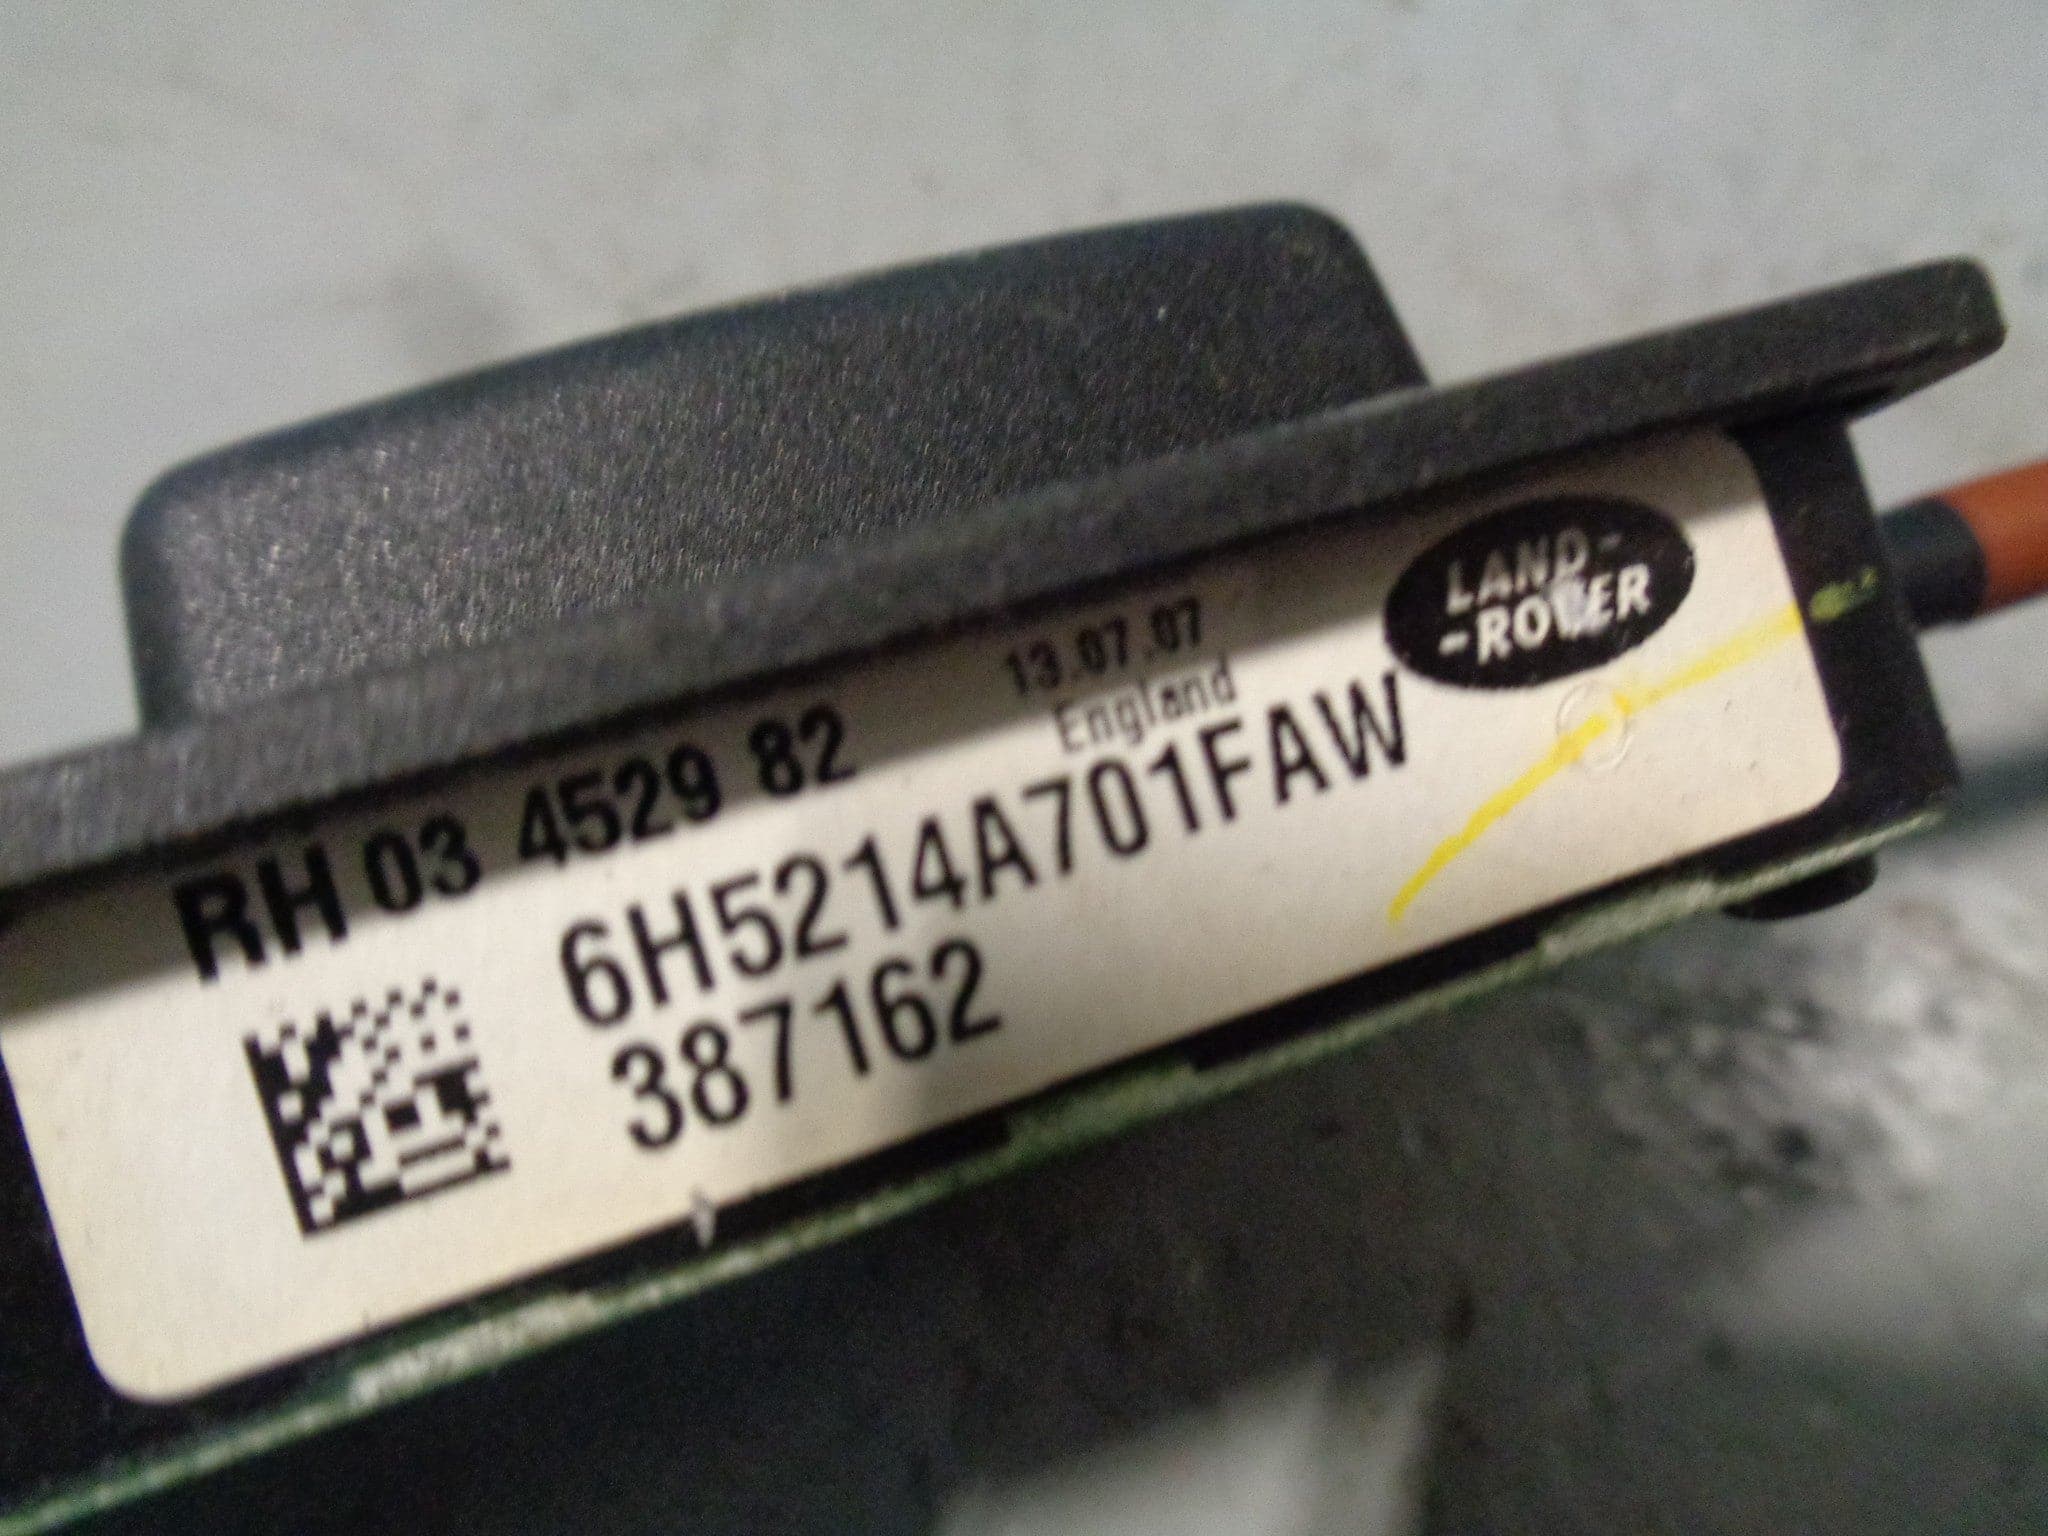 RH 03 4529 82
13.07.07
England
LAND-
-ROVER
6H5214A701FAW
387162